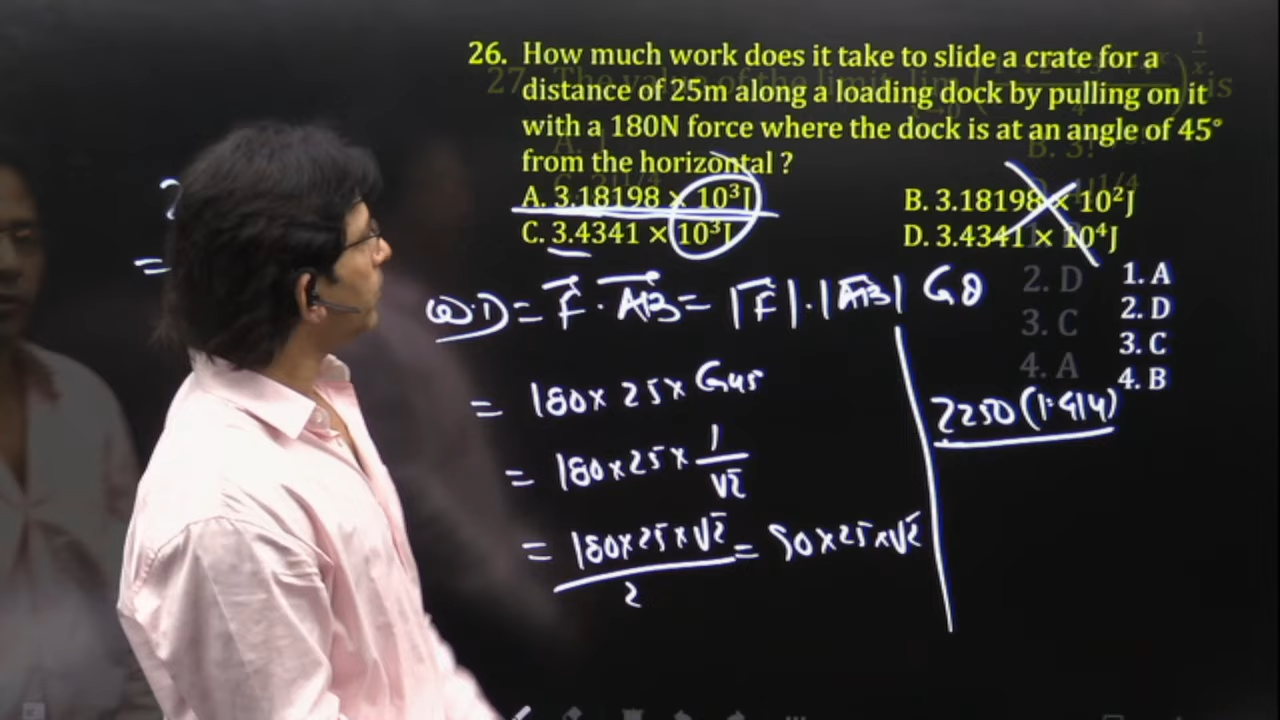 26. How much work does it take to slide a crate for a
distance of 25m along a loading dock by pulling on it
with a 180N force where the dock is at an angle of 45°
from the horizontal ?
A. 3.18198 × 10³J
B. 3.18198 × 10²J
C. 3.4341 × 10³J
D. 3.4341 × 10⁴J
2. D
3. C
4. A
1. A
2. D
3. C
4. B
W.D = F . AB = |F| . |AB| Cos θ
= 180 × 25 × Cos 45
= 180 × 25 × 1/√2
= 180 × 25 × √2 / 2 = 90 × 25 × √2
2250 (1.414)